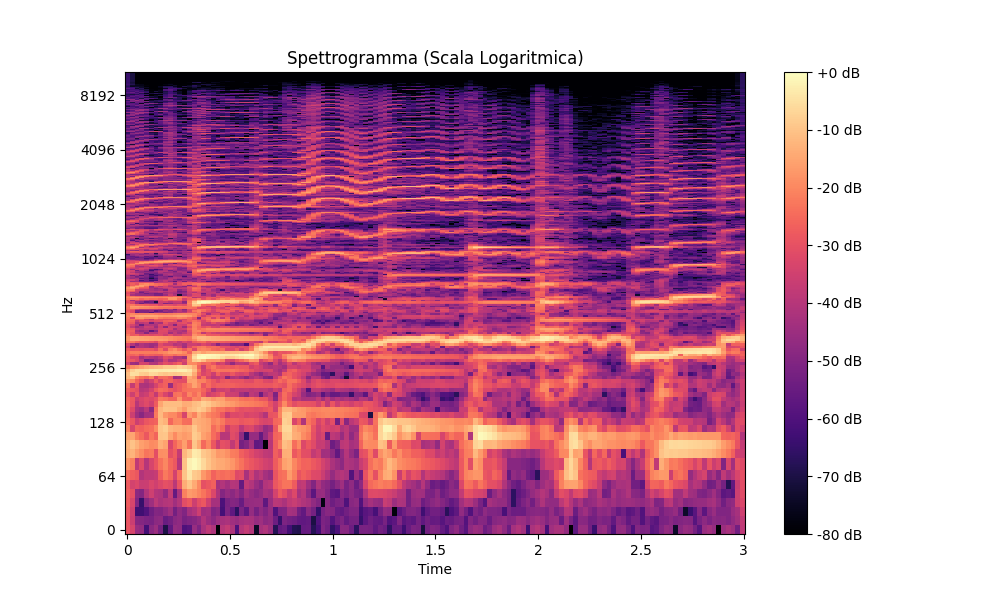 Spettrogramma (Scala Logaritmica)
Hz
8192
4096
2048
1024
512
256
128
64
0
0 0.5 1 1.5 2 2.5 3
Time
+0 dB
-10 dB
-20 dB
-30 dB
-40 dB
-50 dB
-60 dB
-70 dB
-80 dB